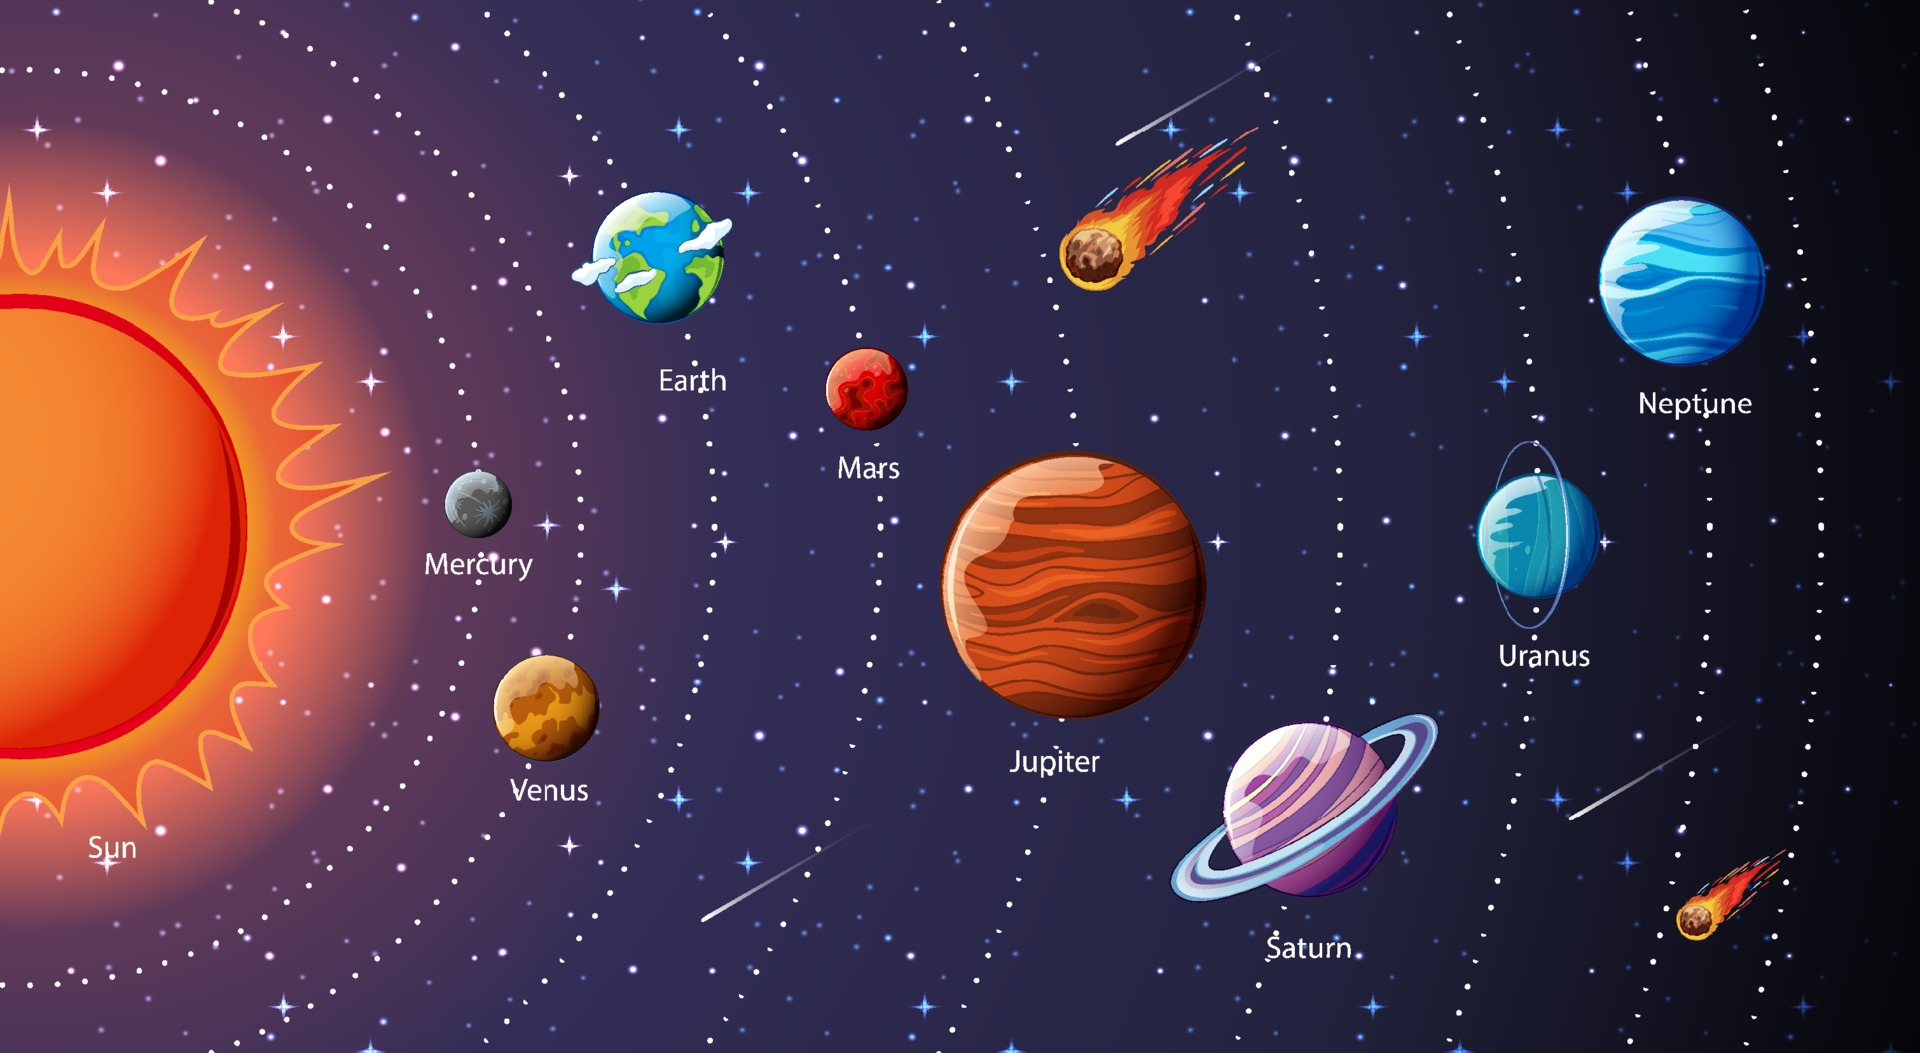 Sun
Mercury
Venus
Earth
Mars
Jupiter
Saturn
Uranus
Neptune